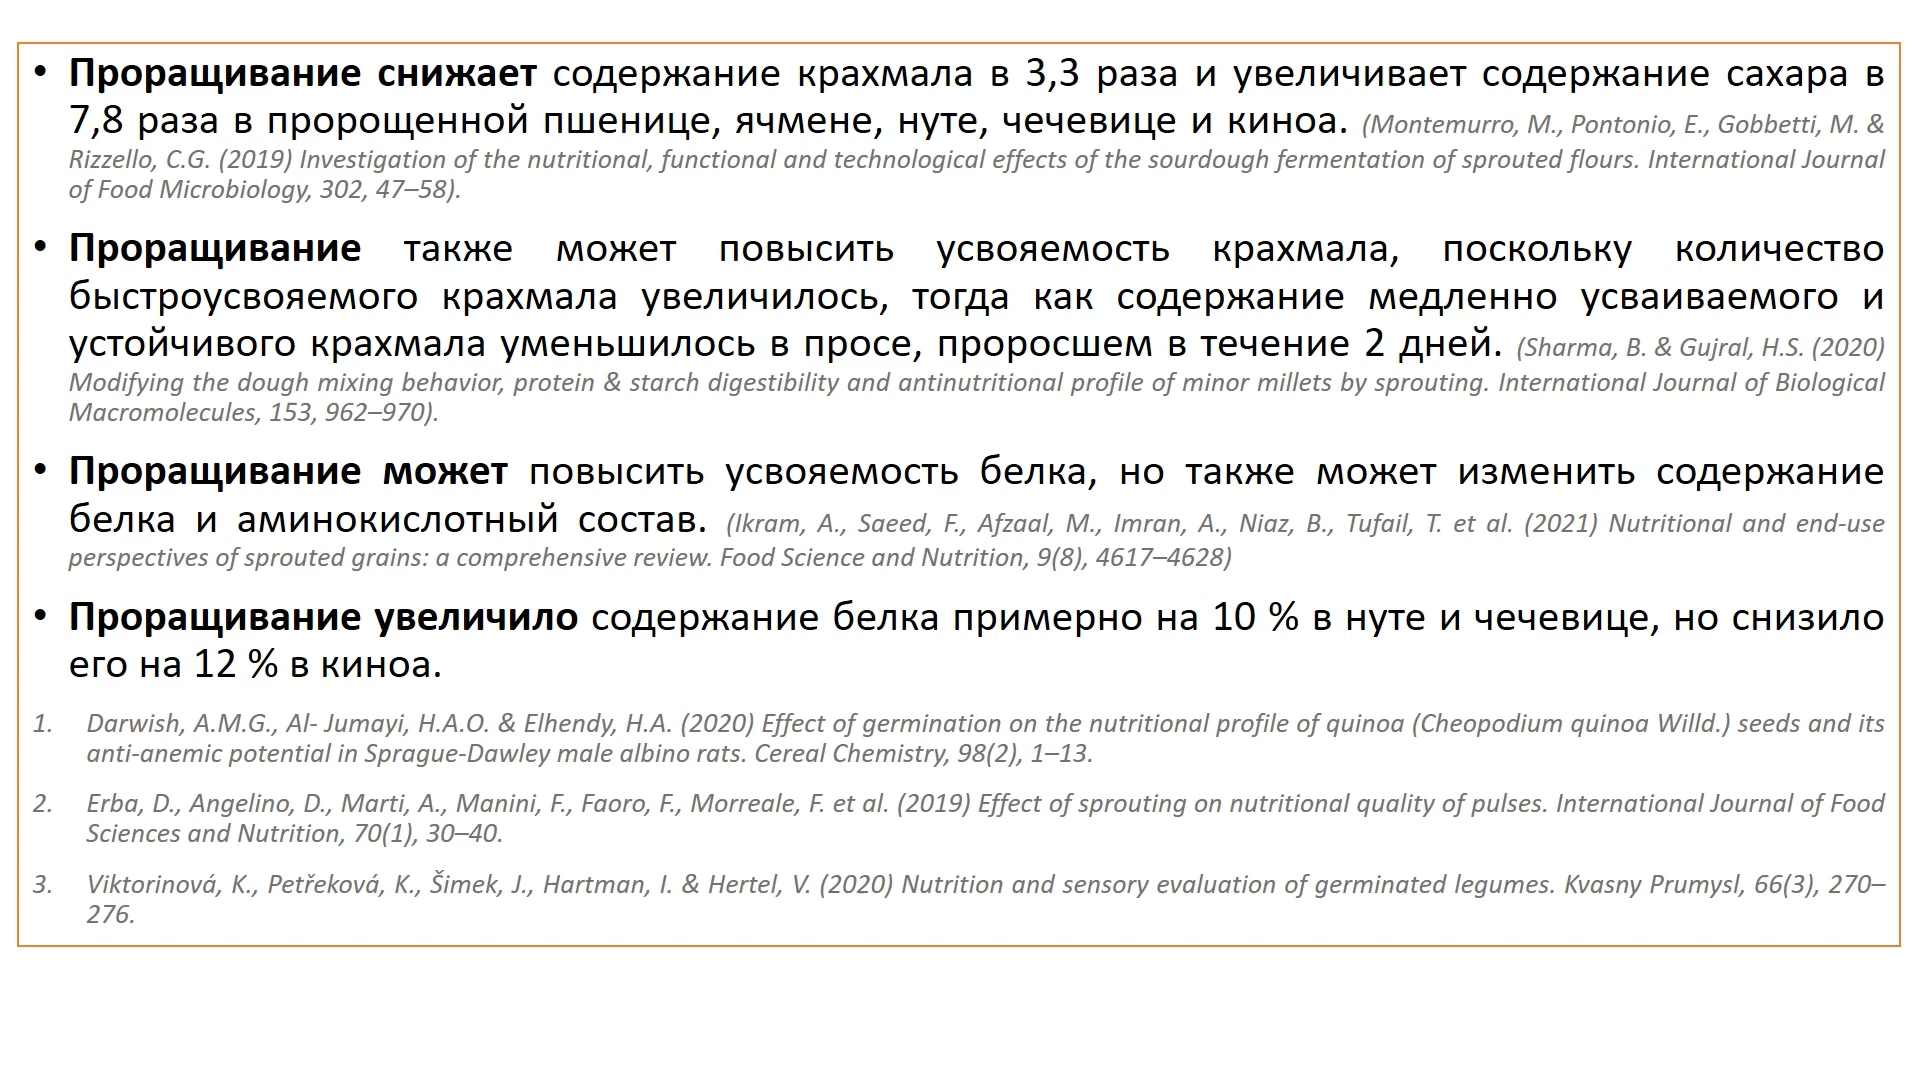 • Проращивание снижает содержание крахмала в 3,3 раза и увеличивает содержание сахара в
7,8 раза в пророщенной пшенице, ячмене, нуте, чечевице и киноа. (Montemurro, M., Pontonio, E., Gobbetti, M. &
Rizzello, C.G. (2019) Investigation of the nutritional, functional and technological effects of the sourdough fermentation of sprouted flours. International Journal
of Food Microbiology, 302, 47–58).
• Проращивание также может повысить усвояемость крахмала, поскольку количество
быстроусвояемого крахмала увеличилось, тогда как содержание медленно усваиваемого и
устойчивого крахмала уменьшилось в просе, проросшем в течение 2 дней. (Sharma, B. & Gujral, H.S. (2020)
Modifying the dough mixing behavior, protein & starch digestibility and antinutritional profile of minor millets by sprouting. International Journal of Biological
Macromolecules, 153, 962–970).
• Проращивание может повысить усвояемость белка, но также может изменить содержание
белка и аминокислотный состав. (Ikram, A., Saeed, F., Afzaal, M., Imran, A., Niaz, B., Tufail, T. et al. (2021) Nutritional and end-use
perspectives of sprouted grains: a comprehensive review. Food Science and Nutrition, 9(8), 4617–4628)
• Проращивание увеличило содержание белка примерно на 10 % в нуте и чечевице, но снизило
его на 12 % в киноа.
1. Darwish, A.M.G., Al- Jumayi, H.A.O. & Elhendy, H.A. (2020) Effect of germination on the nutritional profile of quinoa (Cheopodium quinoa Willd.) seeds and its
anti-anemic potential in Sprague-Dawley male albino rats. Cereal Chemistry, 98(2), 1–13.
2. Erba, D., Angelino, D., Marti, A., Manini, F., Faoro, F., Morreale, F. et al. (2019) Effect of sprouting on nutritional quality of pulses. International Journal of Food
Sciences and Nutrition, 70(1), 30–40.
3. Viktorinová, K., Petřeková, K., Šimek, J., Hartman, I. & Hertel, V. (2020) Nutrition and sensory evaluation of germinated legumes. Kvasny Prumysl, 66(3), 270–
276.